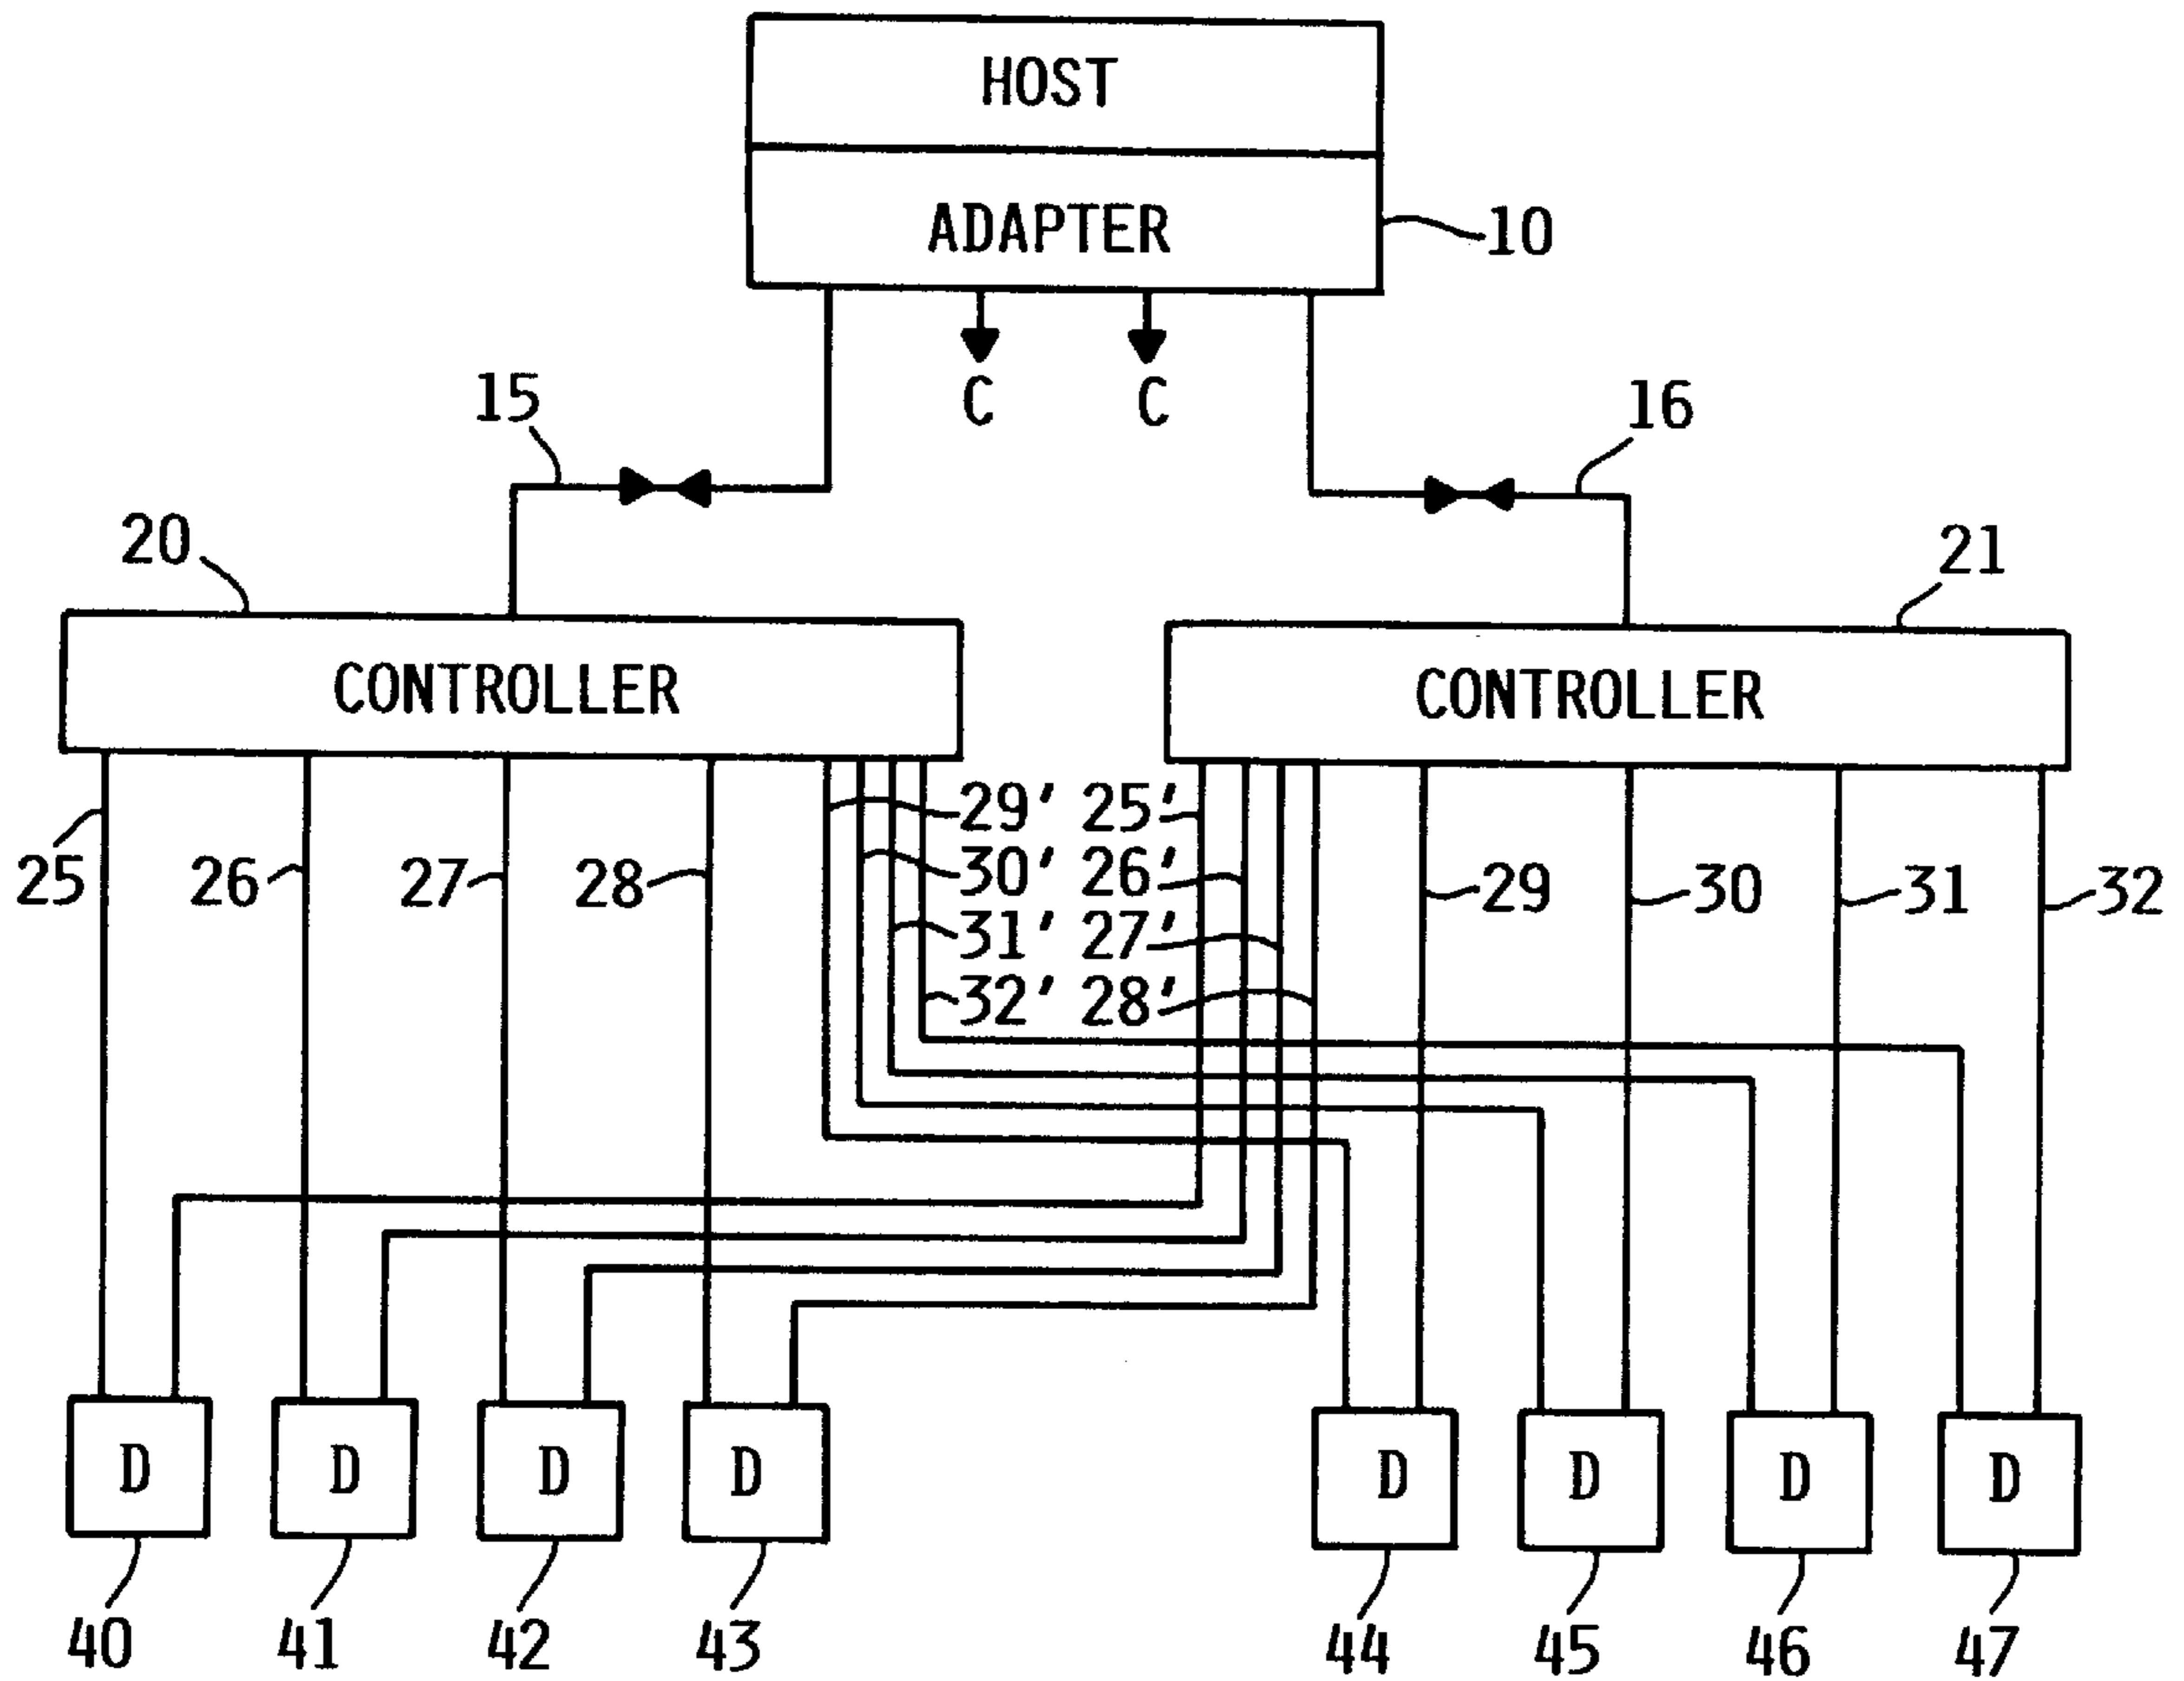 HOST
ADAPTER
10
C C
15
16
20
21
CONTROLLER
CONTROLLER
29' 25'
25 26 27 28 30' 26' 29 30 31 32
31' 27'
32' 28'
D D D D D D D D
40 41 42 43 44 45 46 47